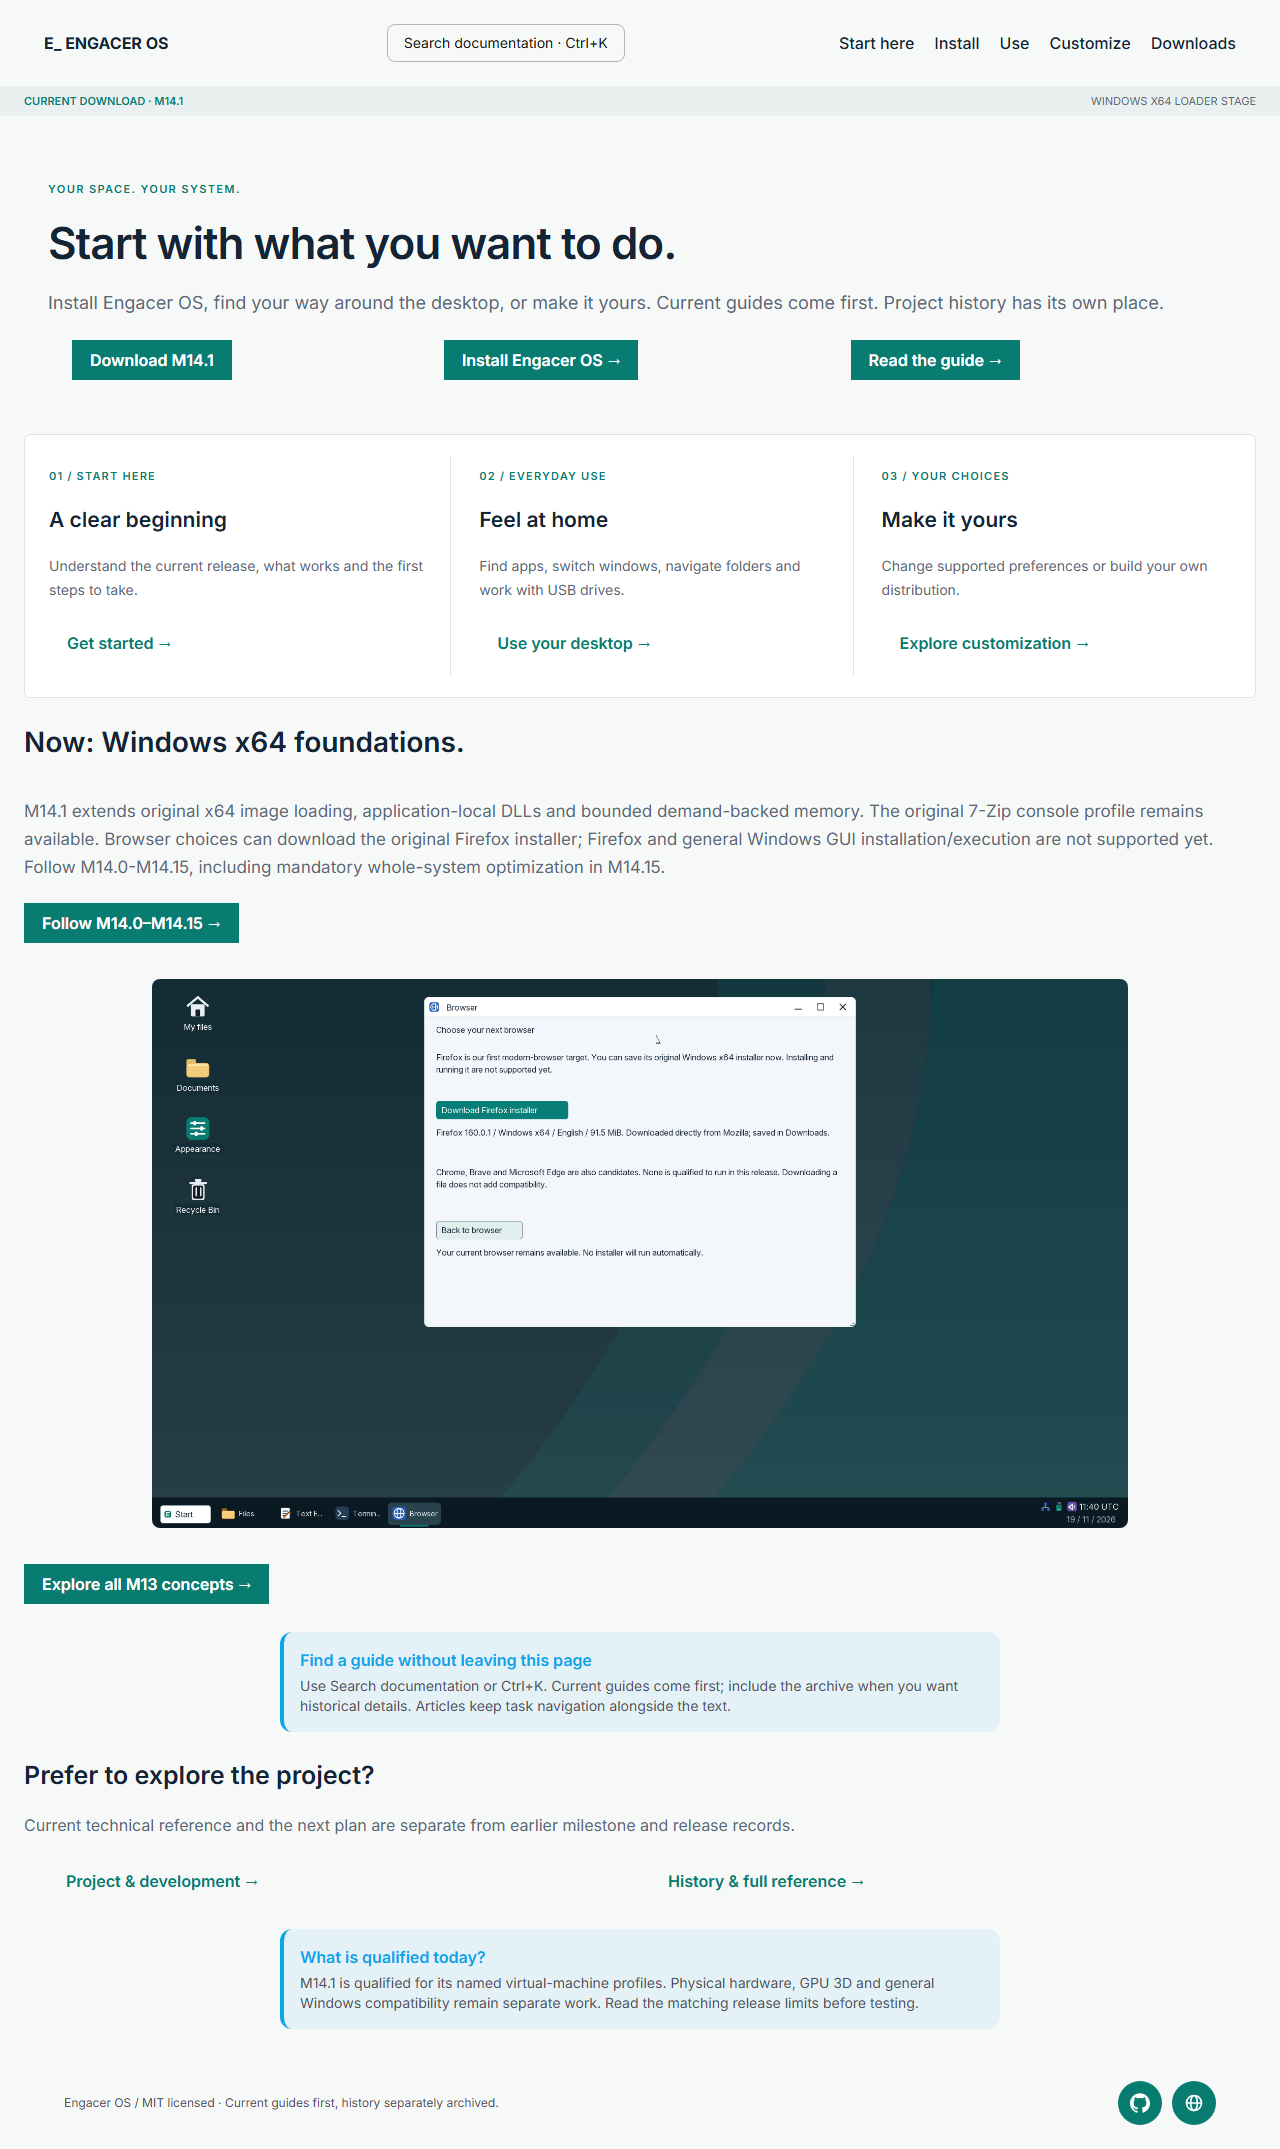 E_ ENGACER OS
Search documentation · Ctrl+K
Start here Install Use Customize Downloads
CURRENT DOWNLOAD · M14.1
WINDOWS X64 LOADER STAGE
YOUR SPACE. YOUR SYSTEM.
Start with what you want to do.
Install Engacer OS, find your way around the desktop, or make it yours. Current guides come first. Project history has its own place.
Download M14.1
Install Engacer OS →
Read the guide →
01 / START HERE
A clear beginning
Understand the current release, what works and the first
steps to take.
Get started →
02 / EVERYDAY USE
Feel at home
Find apps, switch windows, navigate folders and
work with USB drives.
Use your desktop →
03 / YOUR CHOICES
Make it yours
Change supported preferences or build your own
distribution.
Explore customization →
Now: Windows x64 foundations.
M14.1 extends original x64 image loading, application-local DLLs and bounded demand-backed memory. The original 7-Zip console profile remains
available. Browser choices can download the original Firefox installer; Firefox and general Windows GUI installation/execution are not supported yet.
Follow M14.0-M14.15, including mandatory whole-system optimization in M14.15.
Follow M14.0–M14.15 →
My files
Documents
Appearance
Recycle Bin
Browser
Choose your next browser
Firefox is our first modern-browser target. You can save its original Windows x64 installer now. Installing and
running it are not supported yet.
Download Firefox installer
Firefox 160.0.1 / Windows x64 / English / 91.5 MiB. Downloaded directly from Mozilla; saved in Downloads.
Chrome, Brave and Microsoft Edge are also candidates. None is qualified to run in this release. Downloading a
file does not add compatibility.
Back to browser
Your current browser remains available. No installer will run automatically.
Start
Files
Text E..
Termin..
Browser
11:40 UTC
19 / 11 / 2026
Explore all M13 concepts →
Find a guide without leaving this page
Use Search documentation or Ctrl+K. Current guides come first; include the archive when you want
historical details. Articles keep task navigation alongside the text.
Prefer to explore the project?
Current technical reference and the next plan are separate from earlier milestone and release records.
Project & development →
History & full reference →
What is qualified today?
M14.1 is qualified for its named virtual-machine profiles. Physical hardware, GPU 3D and general
Windows compatibility remain separate work. Read the matching release limits before testing.
Engacer OS / MIT licensed · Current guides first, history separately archived.